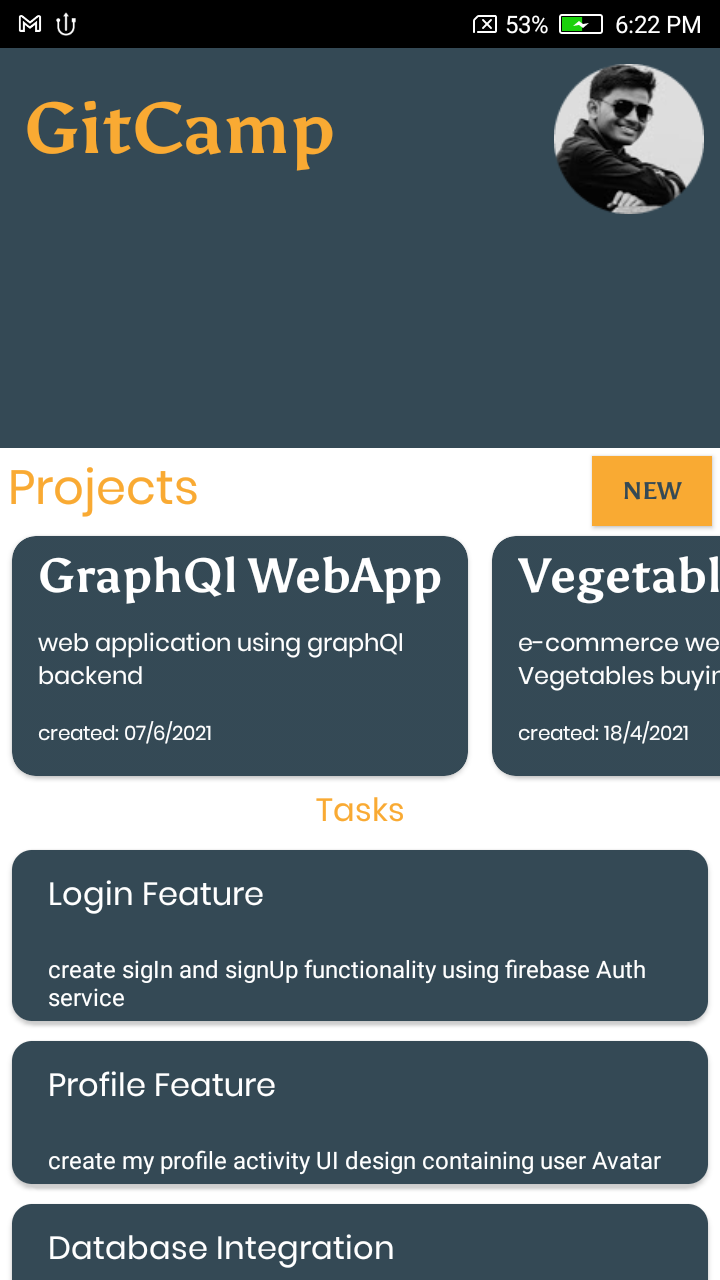 53% 6:22 PM
GitCamp
Projects
NEW
GraphQl WebApp
web application using graphQl
backend
created: 07/6/2021
Vegetabl
e-commerce we
Vegetables buyin
created: 18/4/2021
Tasks
Login Feature
create sigIn and signUp functionality using firebase Auth
service
Profile Feature
create my profile activity UI design containing user Avatar
Database Integration